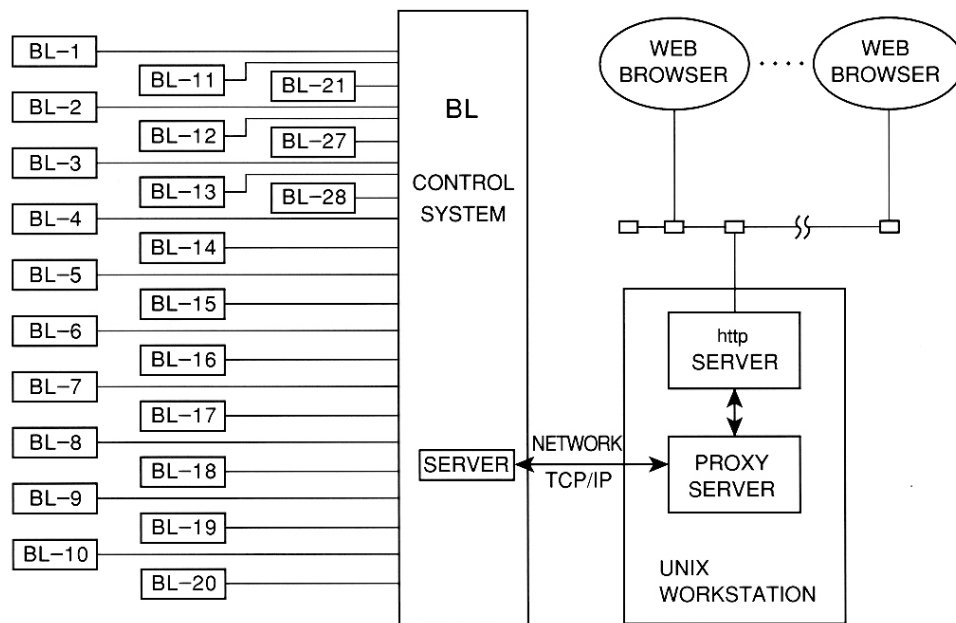 BL-1
BL-11
BL-21
BL-2
BL-12
BL-27
BL-3
BL-13
BL-28
BL-4
BL-14
BL-5
BL-15
BL-6
BL-16
BL-7
BL-17
BL-8
BL-18
BL-9
BL-19
BL-10
BL-20
BL
CONTROL
SYSTEM
SERVER
NETWORK
TCP/IP
WEB
BROWSER
WEB
BROWSER
http
SERVER
PROXY
SERVER
UNIX
WORKSTATION